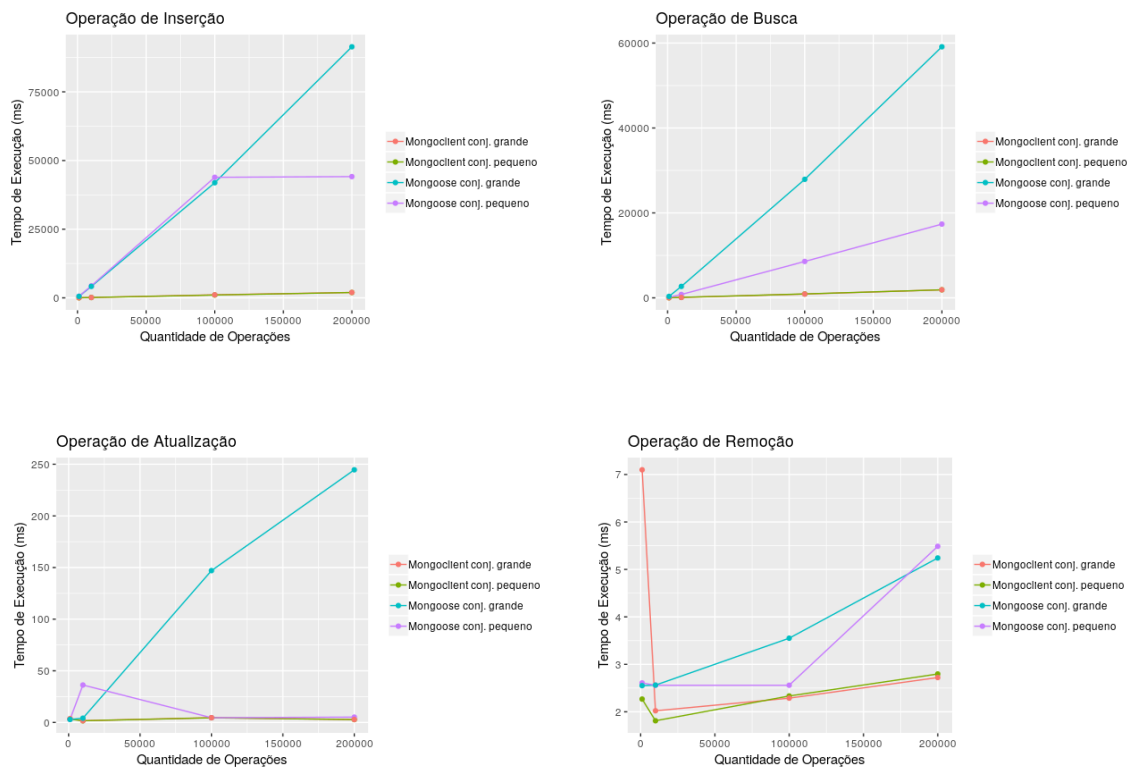 Operação de Inserção
Tempo de Execução (ms)
75000
50000
25000
0
0 50000 100000 150000 200000
Quantidade de Operações
Mongoclient conj. grande
Mongoclient conj. pequeno
Mongoose conj. grande
Mongoose conj. pequeno
Operação de Busca
Tempo de Execução (ms)
60000
40000
20000
0
0 50000 100000 150000 200000
Quantidade de Operações
Mongoclient conj. grande
Mongoclient conj. pequeno
Mongoose conj. grande
Mongoose conj. pequeno
Operação de Atualização
Tempo de Execução (ms)
250
200
150
100
50
0
0 50000 100000 150000 200000
Quantidade de Operações
Mongoclient conj. grande
Mongoclient conj. pequeno
Mongoose conj. grande
Mongoose conj. pequeno
Operação de Remoção
Tempo de Execução (ms)
7
6
5
4
3
2
0 50000 100000 150000 200000
Quantidade de Operações
Mongoclient conj. grande
Mongoclient conj. pequeno
Mongoose conj. grande
Mongoose conj. pequeno